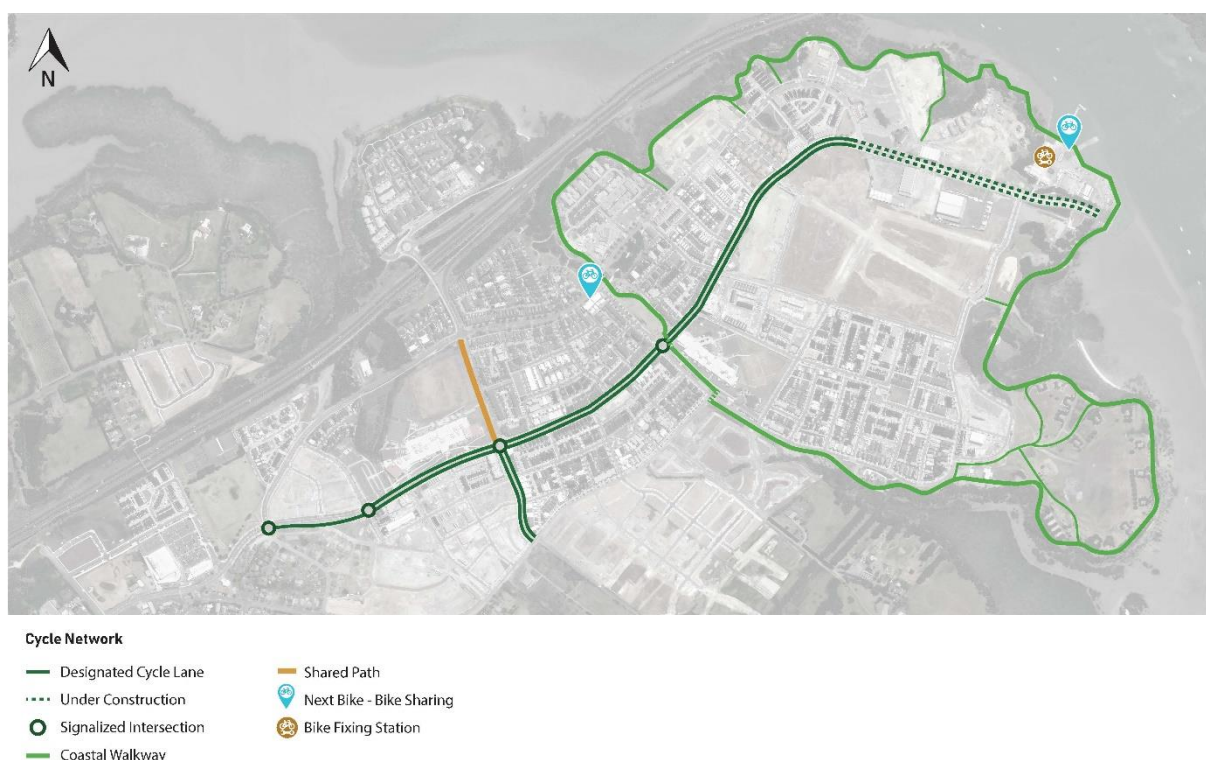 N
Cycle Network
Designated Cycle Lane
Under Construction
Signalized Intersection
Coastal Walkway
Shared Path
Next Bike - Bike Sharing
Bike Fixing Station